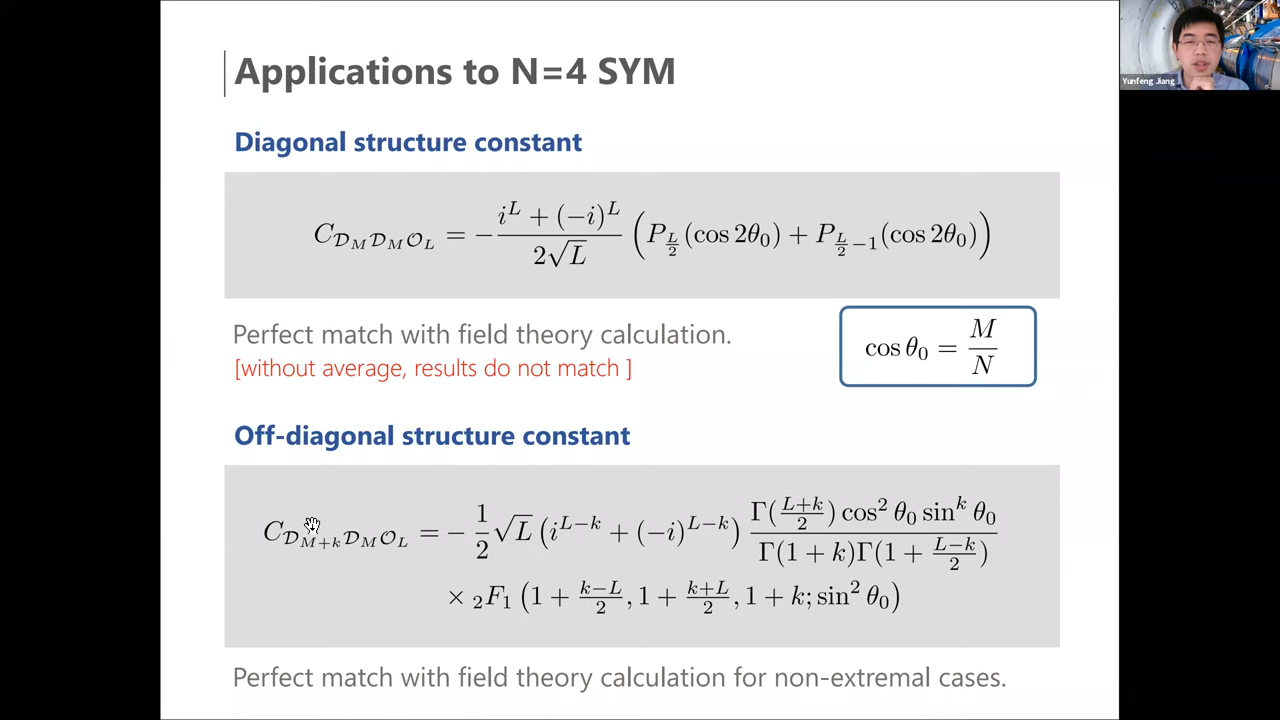 Applications to N=4 SYM
Yunfeng Jiang
Diagonal structure constant
$C_{\mathcal{D}_M \mathcal{D}_M \mathcal{O}_L} = -\frac{i^L + (-i)^L}{2\sqrt{L}} \left( P_{\frac{L}{2}}(\cos 2\theta_0) + P_{\frac{L}{2}-1}(\cos 2\theta_0) \right)$
Perfect match with field theory calculation.
[without average, results do not match ]
$\cos\theta_0 = \frac{M}{N}$
Off-diagonal structure constant
$C_{\mathcal{D}_{M+k} \mathcal{D}_M \mathcal{O}_L} = -\frac{1}{2}\sqrt{L} \left( i^{L-k} + (-i)^{L-k} \right) \frac{\Gamma(\frac{L+k}{2}) \cos^2\theta_0 \sin^k\theta_0}{\Gamma(1+k)\Gamma(1+\frac{L-k}{2})}$
$\times {}_2F_1 \left( 1+\frac{k-L}{2}, 1+\frac{k+L}{2}, 1+k; \sin^2\theta_0 \right)$
Perfect match with field theory calculation for non-extremal cases.